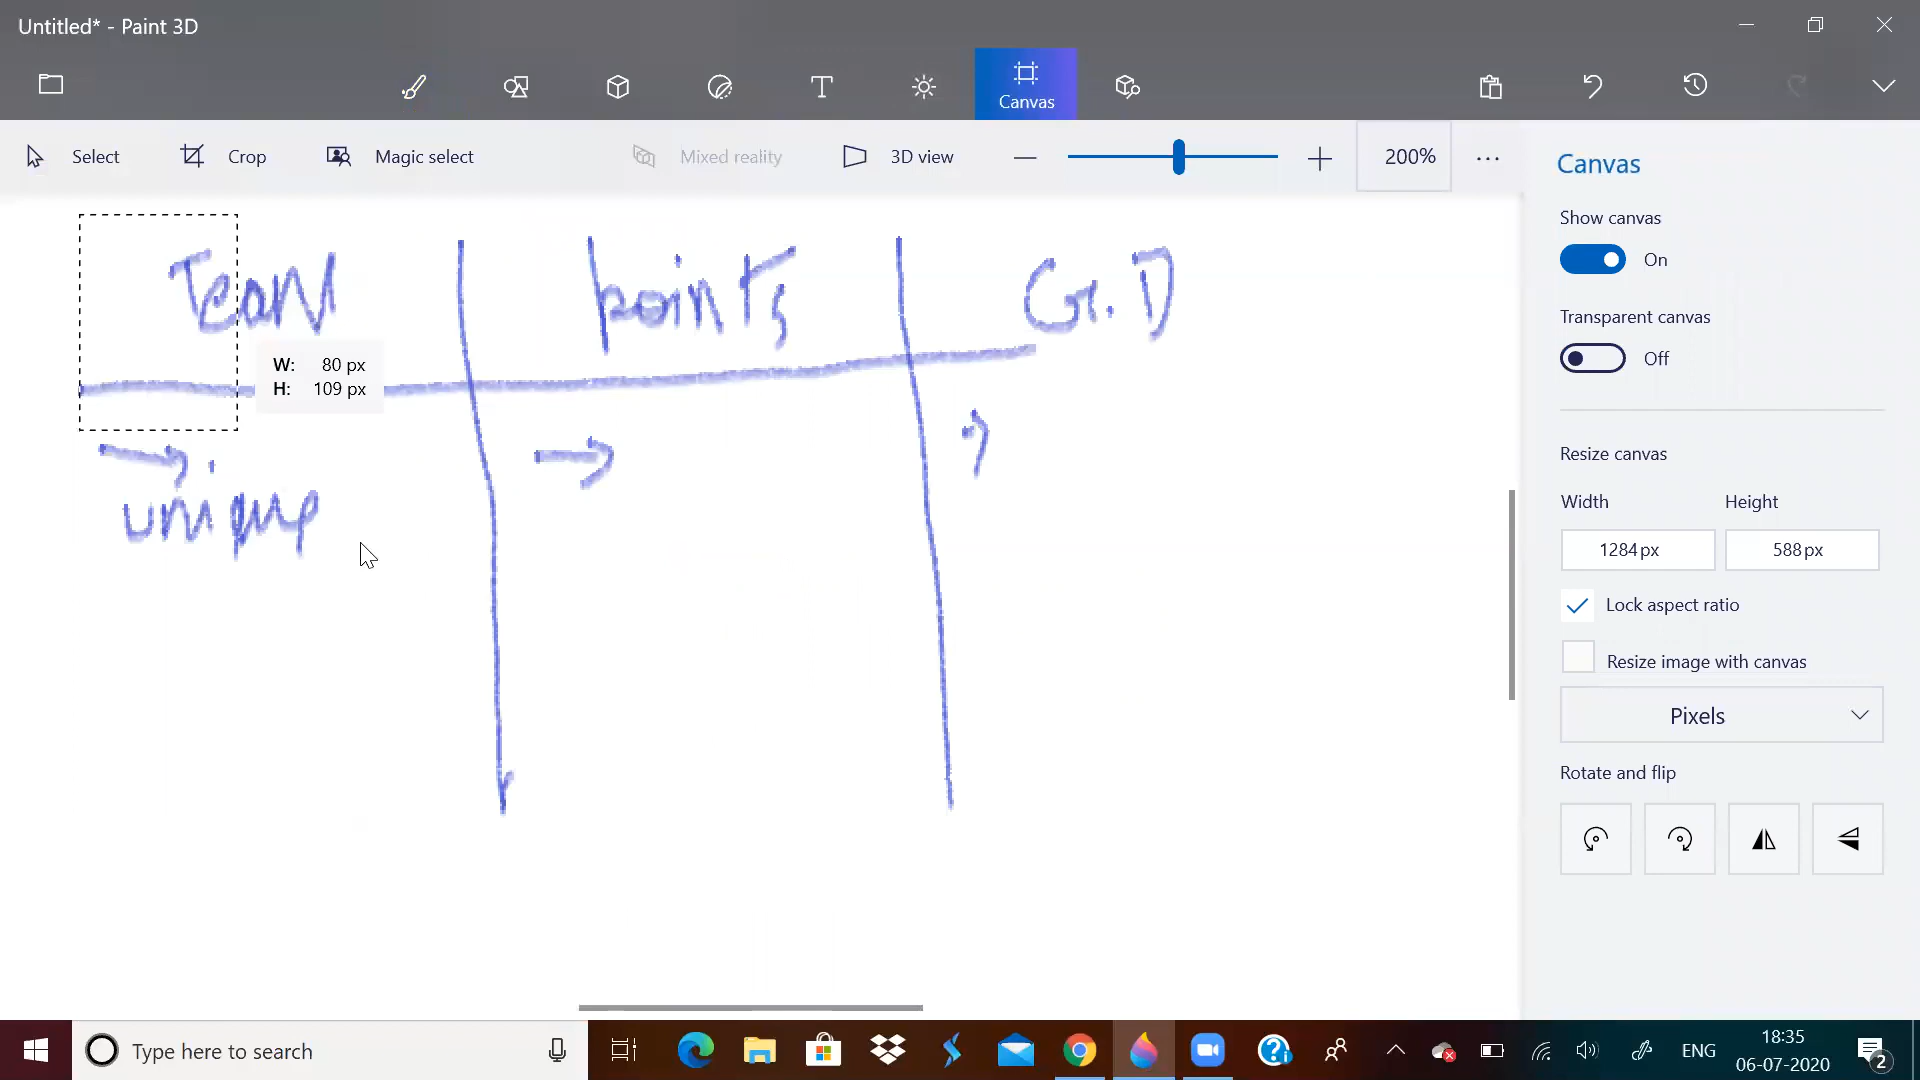 Untitled* - Paint 3D
Canvas
Select Crop Magic select Mixed reality 3D view 200%
Canvas
Show canvas
On
Transparent canvas
Off
Resize canvas
Width Height
1284px 588px
Lock aspect ratio
Resize image with canvas
Pixels
Rotate and flip
Team points G.D
W: 80 px
H: 109 px
unique
Type here to search
ENG
18:35
06-07-2020
2